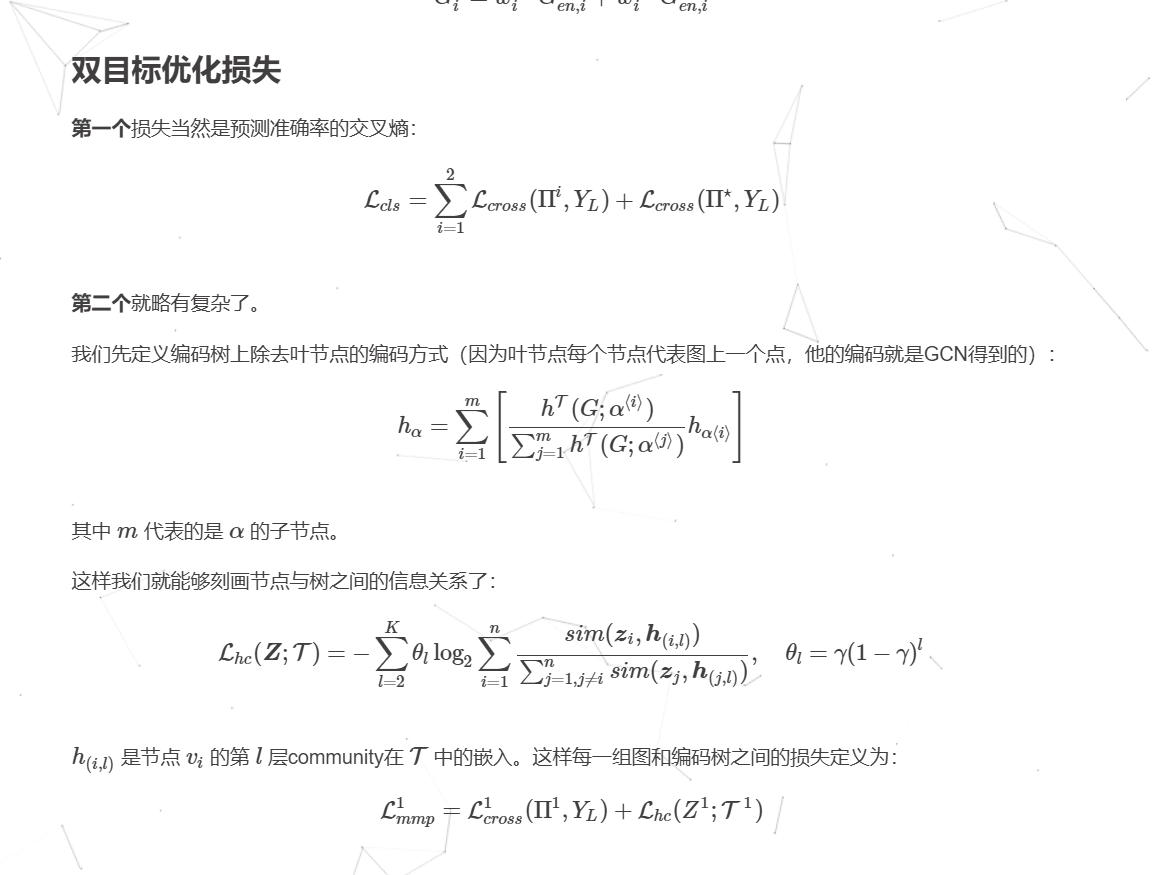 双目标优化损失
第一个损失当然是预测准确率的交叉熵：
$\mathcal{L}_{cls} = \sum_{i=1}^{2} \mathcal{L}_{cross}(\Pi^i, Y_L) + \mathcal{L}_{cross}(\Pi^\star, Y_L)$
第二个就略有复杂了。
我们先定义编码树上除去叶节点的编码方式（因为叶节点每个节点代表图上一个点，他的编码就是GCN得到的）：
$h_\alpha = \sum_{i=1}^{m} \left[ \frac{h^{\mathcal{T}}(G; \alpha^{\langle i \rangle})}{\sum_{j=1}^{m} h^{\mathcal{T}}(G; \alpha^{\langle j \rangle})} h_{\alpha\langle i \rangle} \right]$
其中 $m$ 代表的是 $\alpha$ 的子节点。
这样我们就能够刻画节点与树之间的信息关系了：
$\mathcal{L}_{hc}(\boldsymbol{Z}; \mathcal{T}) = -\sum_{l=2}^{K} \theta_l \log_2 \sum_{i=1}^{n} \frac{sim(\boldsymbol{z}_i, \boldsymbol{h}_{(i,l)})}{\sum_{j=1, j \neq i}^{n} sim(\boldsymbol{z}_j, \boldsymbol{h}_{(j,l)})}, \quad \theta_l = \gamma(1-\gamma)^l$
$h_{(i,l)}$ 是节点 $v_i$ 的第 $l$ 层community在 $\mathcal{T}$ 中的嵌入。这样每一组图和编码树之间的损失定义为：
$\mathcal{L}_{mmp}^1 = \mathcal{L}_{cross}^1(\Pi^1, Y_L) + \mathcal{L}_{hc}(Z^1; \mathcal{T}^1)$